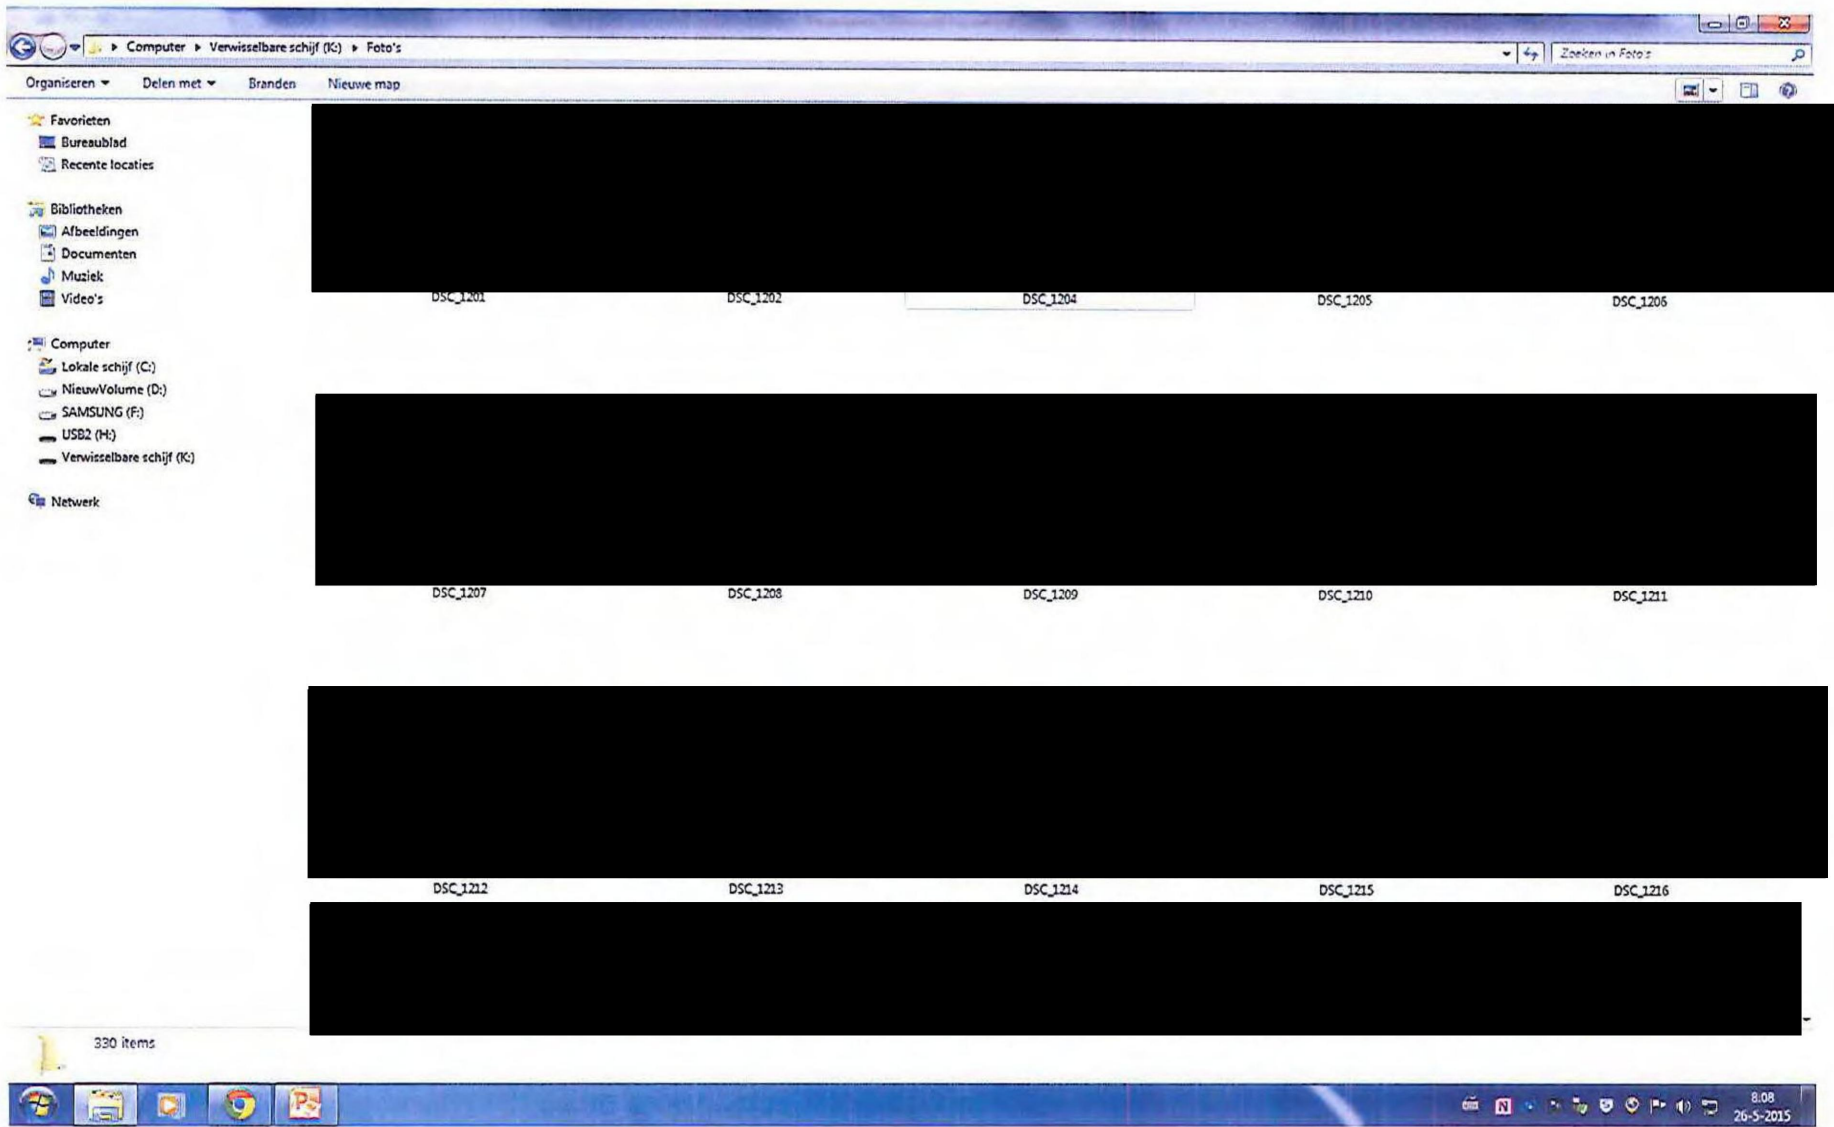 Computer ▸ Verwisselbare schijf (K:) ▸ Foto's
Zoeken in Foto's
Organiseren Delen met Branden Nieuwe map
Favorieten
Bureaublad
Recente locaties
Bibliotheken
Afbeeldingen
Documenten
Muziek
Video's
Computer
Lokale schijf (C:)
NieuwVolume (D:)
SAMSUNG (F:)
USB2 (H:)
Verwisselbare schijf (K:)
Netwerk
DSC_1201 DSC_1202 DSC_1204 DSC_1205 DSC_1206
DSC_1207 DSC_1208 DSC_1209 DSC_1210 DSC_1211
DSC_1212 DSC_1213 DSC_1214 DSC_1215 DSC_1216
330 items
8:08
26-5-2015